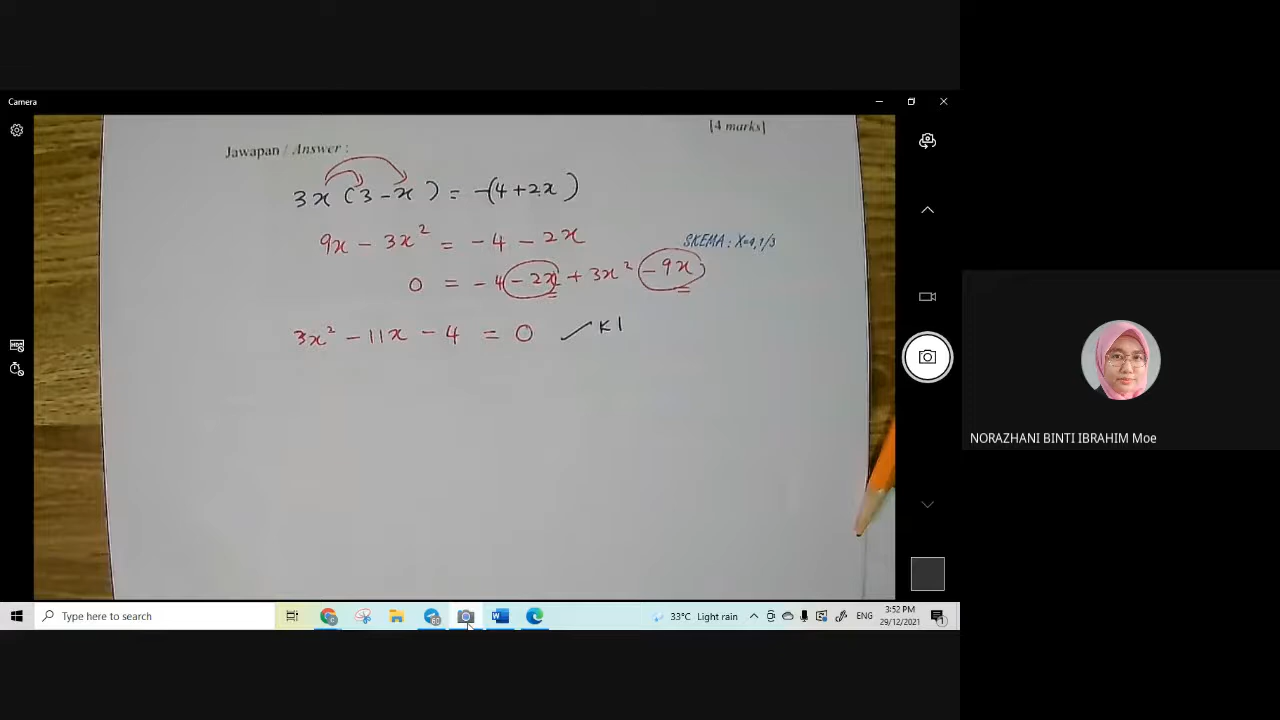 Camera
[4 marks]
Jawapan / Answer :
3x (3 - x) = -(4 + 2x)
9x - 3x² = -4 - 2x
SKEMA : X=4, 1/3
0 = -4 - 2x + 3x² - 9x
3x² - 11x - 4 = 0 ✓ K1
NORAZHANI BINTI IBRAHIM Moe
Type here to search
33°C Light rain
ENG
3:52 PM
29/12/2021